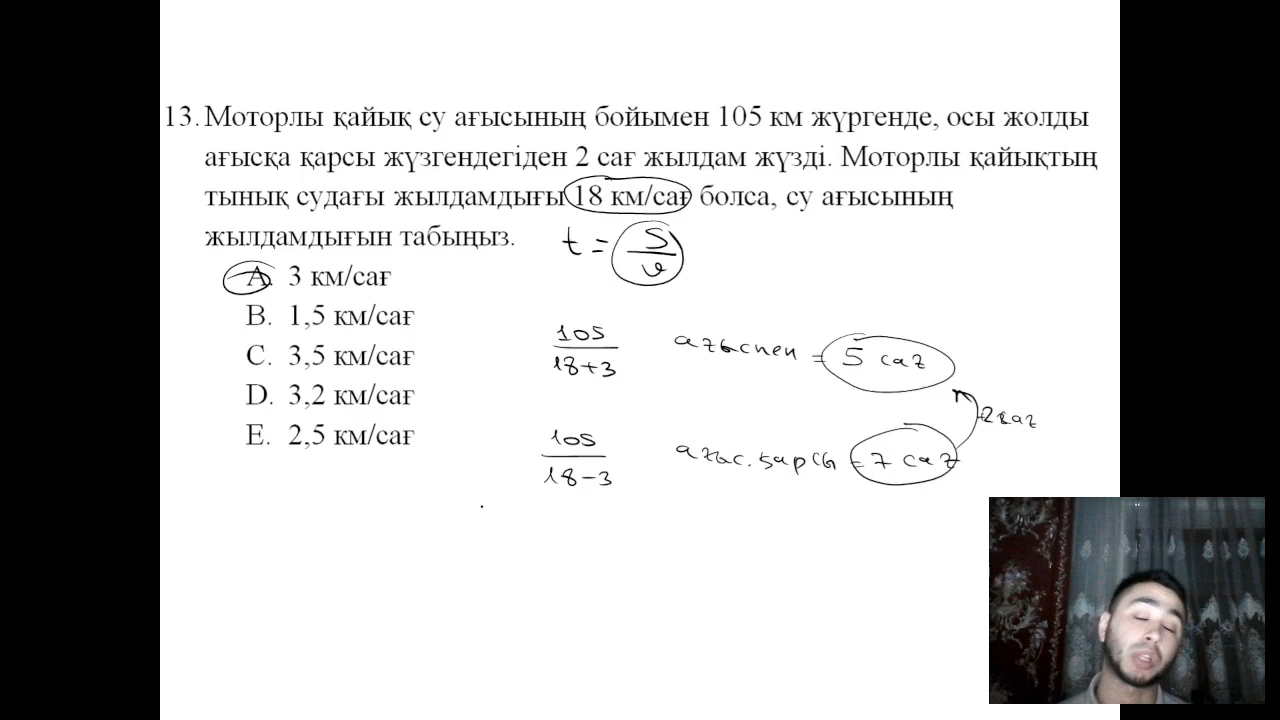 13. Моторлы қайық су ағысының бойымен 105 км жүргенде, осы жолды
ағысқа қарсы жүзгендегіден 2 сағ жылдам жүзді. Моторлы қайықтың
тынық судағы жылдамдығы 18 км/сағ болса, су ағысының
жылдамдығын табыңыз.
t = S/v
A. 3 км/сағ
B. 1,5 км/сағ
C. 3,5 км/сағ
D. 3,2 км/сағ
E. 2,5 км/сағ
105/18+3 ағыспен = 5 сағ
-2 сағ
105/18-3 ағыс. қарсы = 7 сағ